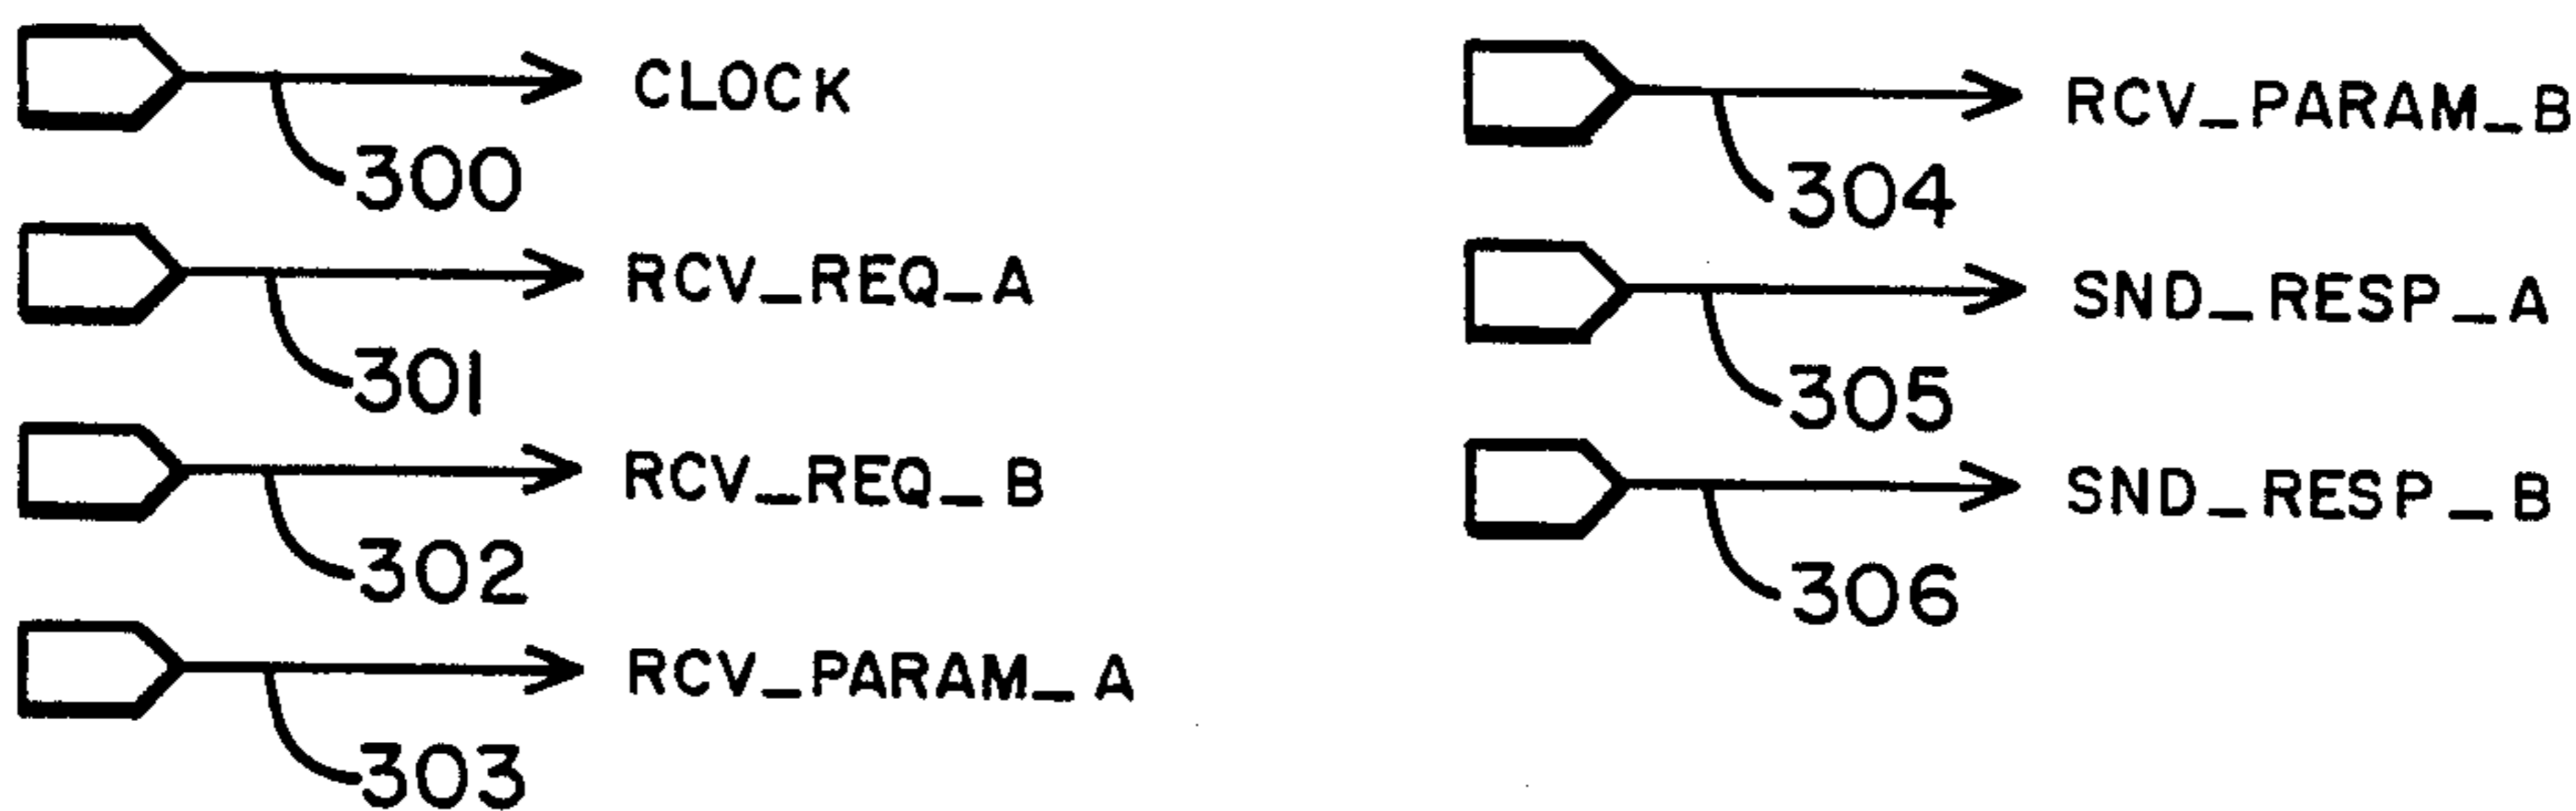 CLOCK
300
RCV_REQ_A
301
RCV_REQ_B
302
RCV_PARAM_A
303
RCV_PARAM_B
304
SND_RESP_A
305
SND_RESP_B
306